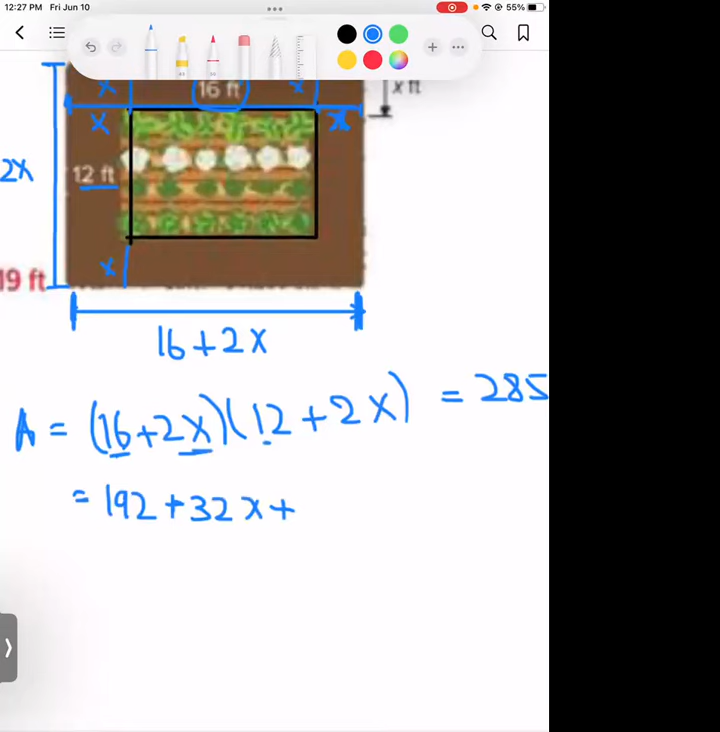 12:27 PM Fri Jun 10
55%
x 16 ft x
x ft
x x
2x 12 ft
x
19 ft
16+2x
A = (16+2x)(12+2x) = 285
= 192+32x+